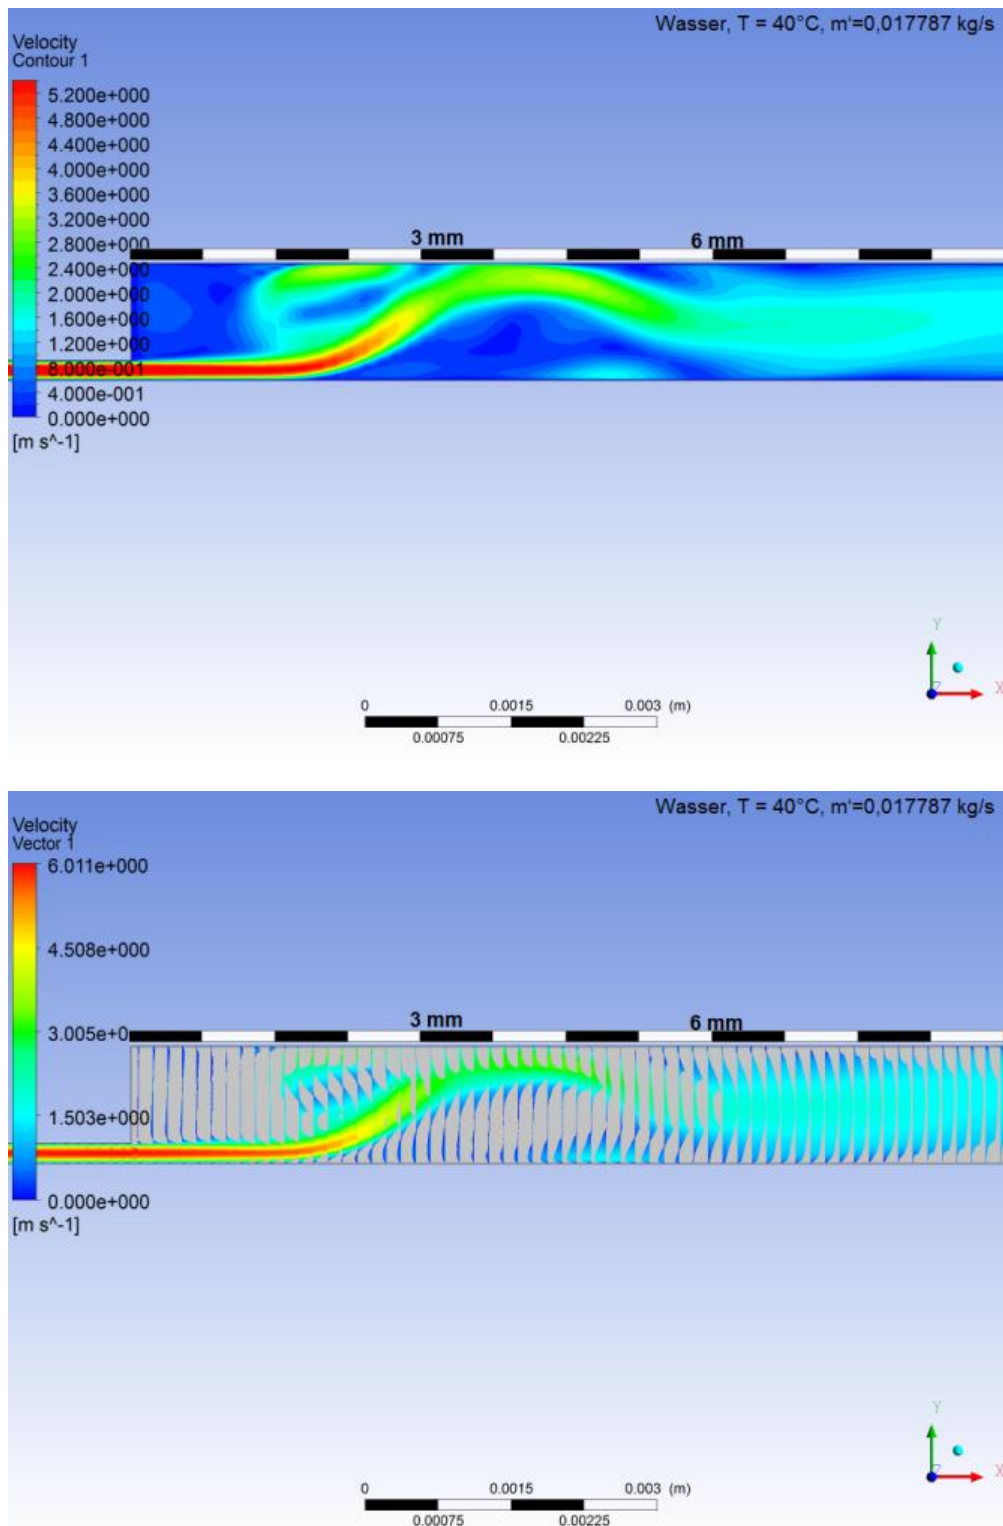 Wasser, T = 40°C, m'=0,017787 kg/s
Velocity
Contour 1
5.200e+000
4.800e+000
4.400e+000
4.000e+000
3.600e+000
3.200e+000
2.800e+000
2.400e+000
2.000e+000
1.600e+000
1.200e+000
8.000e-001
4.000e-001
0.000e+000
[m s^-1]
3 mm 6 mm
Y
Z X
0 0.0015 0.003 (m)
0.00075 0.00225
Wasser, T = 40°C, m'=0,017787 kg/s
Velocity
Vector 1
6.011e+000
4.508e+000
3.005e+0
1.503e+000
0.000e+000
[m s^-1]
3 mm 6 mm
Y
Z X
0 0.0015 0.003 (m)
0.00075 0.00225